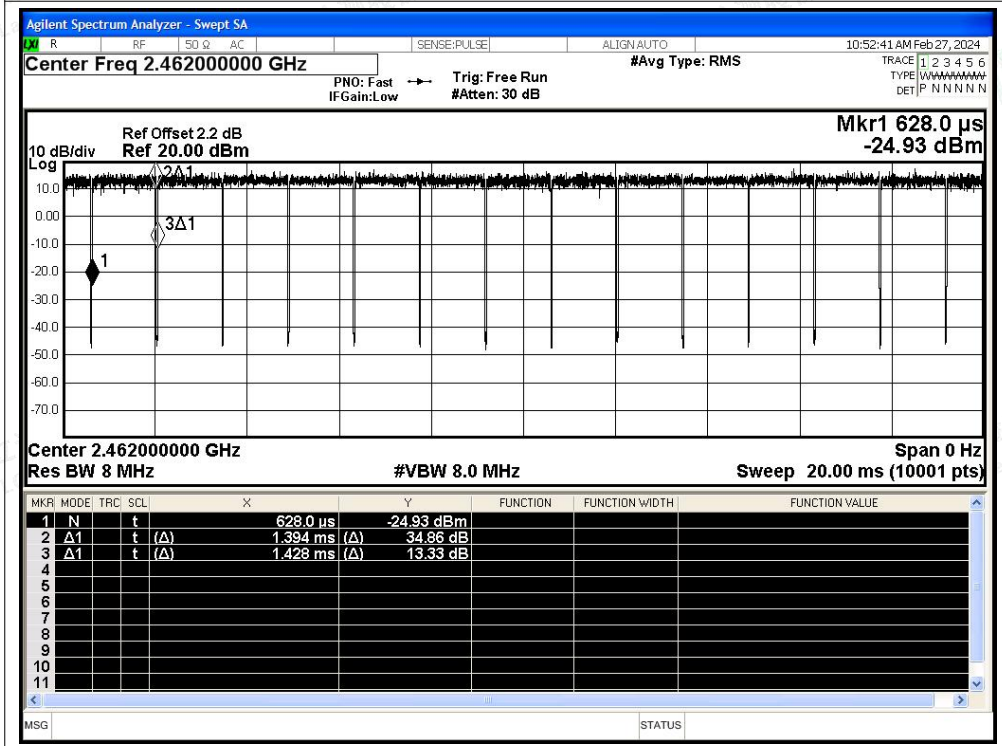 Agilent Spectrum Analyzer - Swept SA
LXI R RF 50 Ω AC SENSE:PULSE ALIGN AUTO 10:52:41 AM Feb 27, 2024
Center Freq 2.462000000 GHz #Avg Type: RMS TRACE 1 2 3 4 5 6
PNO: Fast Trig: Free Run TYPE WWWWWW
IFGain:Low #Atten: 30 dB DET P N N N N N
Mkr1 628.0 µs
-24.93 dBm
Ref Offset 2.2 dB
10 dB/div Ref 20.00 dBm
Log
10.0
0.00
-10.0
-20.0
-30.0
-40.0
-50.0
-60.0
-70.0
2Δ1
3Δ1
1
Center 2.462000000 GHz Span 0 Hz
Res BW 8 MHz #VBW 8.0 MHz Sweep 20.00 ms (10001 pts)
MKR MODE TRC SCL X Y FUNCTION FUNCTION WIDTH FUNCTION VALUE
1 N t 628.0 µs -24.93 dBm
2 Δ1 t (Δ) 1.394 ms (Δ) 34.86 dB
3 Δ1 t (Δ) 1.428 ms (Δ) 13.33 dB
4
5
6
7
8
9
10
11
MSG STATUS